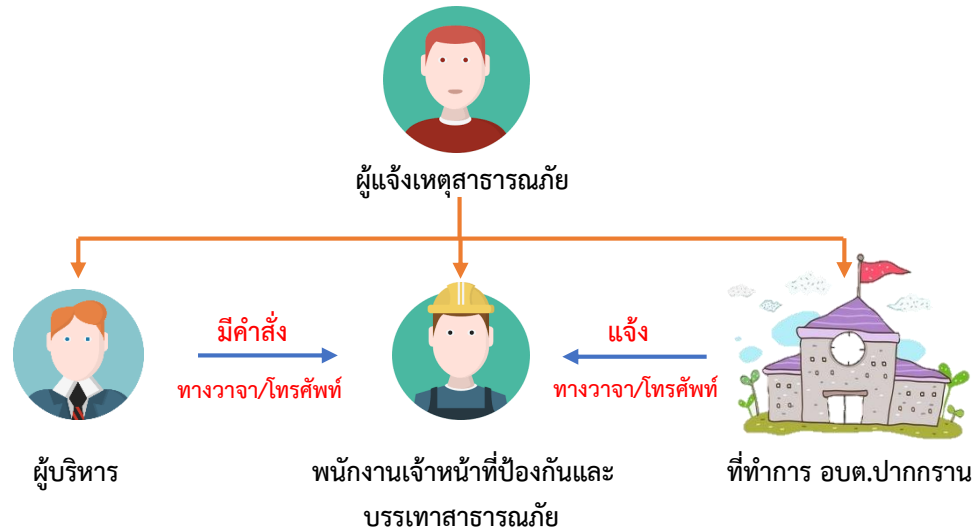 ผู้แจ้งเหตุสาธารณภัย
มีคำสั่ง
ทางวาจา/โทรศัพท์
แจ้ง
ทางวาจา/โทรศัพท์
ผู้บริหาร
พนักงานเจ้าหน้าที่ป้องกันและ
บรรเทาสาธารณภัย
ที่ทำการ อบต.ปากกราน